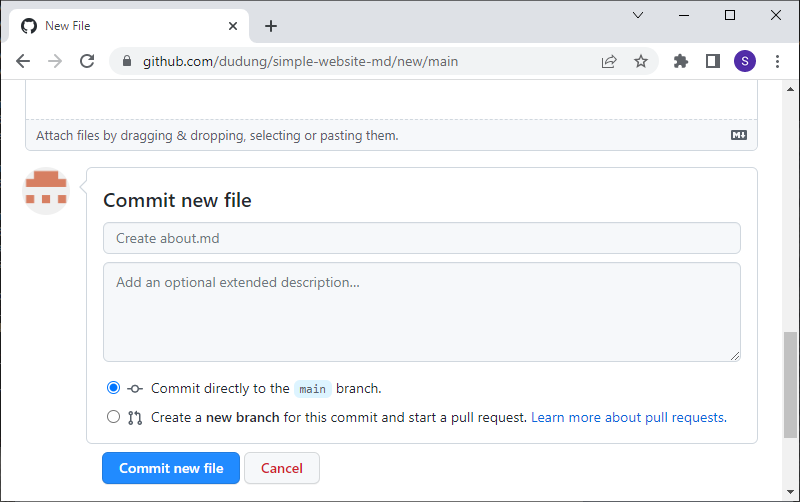 New File
github.com/dudung/simple-website-md/new/main
S
Attach files by dragging & dropping, selecting or pasting them.
M
Commit new file
Create about.md
Add an optional extended description...
Commit directly to the main branch.
Create a new branch for this commit and start a pull request. Learn more about pull requests.
Commit new file
Cancel